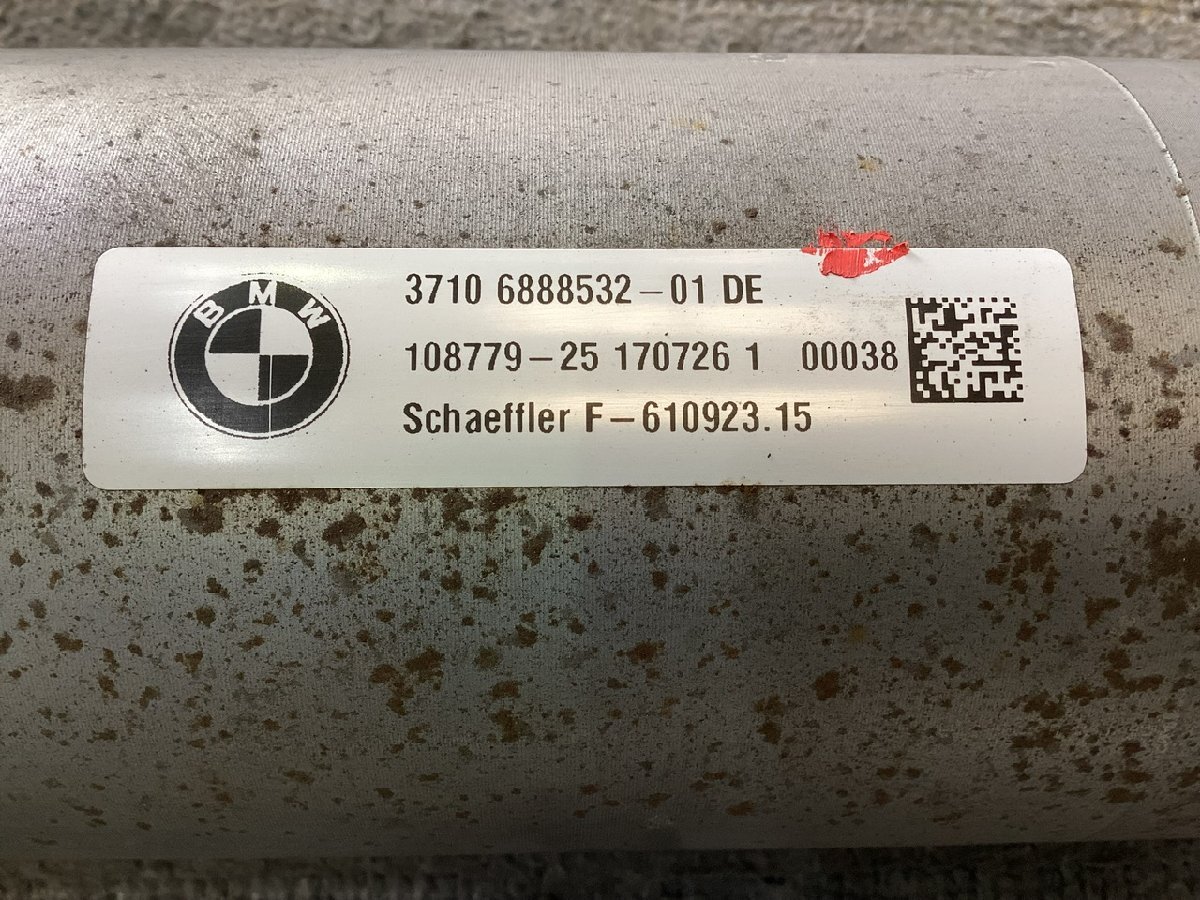 BMW
3710 6888532-01 DE
108779-25 170726 1 00038
Schaeffler F-610923.15